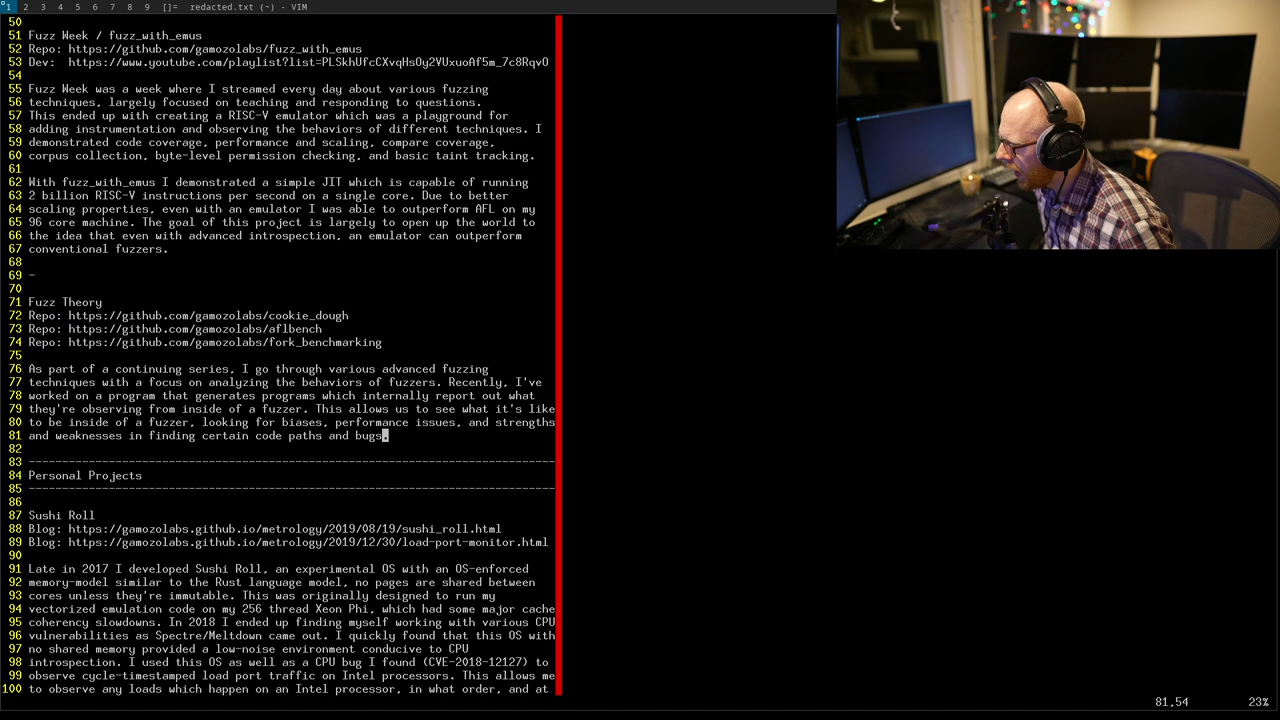 1 2 3 4 5 6 7 8 9 []= redacted.txt (~) - VIM
50
51 Fuzz Week / fuzz_with_emus
52 Repo: https://github.com/gamozolabs/fuzz_with_emus
53 Dev:  https://www.youtube.com/playlist?list=PLSkhUfcCXvqHsOy2VUxuoAf5m_7c8RqvO
54
55 Fuzz Week was a week where I streamed every day about various fuzzing
56 techniques, largely focused on teaching and responding to questions.
57 This ended up with creating a RISC-V emulator which was a playground for
58 adding instrumentation and observing the behaviors of different techniques. I
59 demonstrated code coverage, performance and scaling, compare coverage,
60 corpus collection, byte-level permission checking, and basic taint tracking.
61
62 With fuzz_with_emus I demonstrated a simple JIT which is capable of running
63 2 billion RISC-V instructions per second on a single core. Due to better
64 scaling properties, even with an emulator I was able to outperform AFL on my
65 96 core machine. The goal of this project is largely to open up the world to
66 the idea that even with advanced introspection, an emulator can outperform
67 conventional fuzzers.
68
69 -
70
71 Fuzz Theory
72 Repo: https://github.com/gamozolabs/cookie_dough
73 Repo: https://github.com/gamozolabs/aflbench
74 Repo: https://github.com/gamozolabs/fork_benchmarking
75
76 As part of a continuing series, I go through various advanced fuzzing
77 techniques with a focus on analyzing the behaviors of fuzzers. Recently, I've
78 worked on a program that generates programs which internally report out what
79 they're observing from inside of a fuzzer. This allows us to see what it's like
80 to be inside of a fuzzer, looking for biases, performance issues, and strengths
81 and weaknesses in finding certain code paths and bugs.
82
83 -------------------------------------------------------------------------------
84 Personal Projects
85 -------------------------------------------------------------------------------
86
87 Sushi Roll
88 Blog: https://gamozolabs.github.io/metrology/2019/08/19/sushi_roll.html
89 Blog: https://gamozolabs.github.io/metrology/2019/12/30/load-port-monitor.html
90
91 Late in 2017 I developed Sushi Roll, an experimental OS with an OS-enforced
92 memory-model similar to the Rust language model, no pages are shared between
93 cores unless they're immutable. This was originally designed to run my
94 vectorized emulation code on my 256 thread Xeon Phi, which had some major cache
95 coherency slowdowns. In 2018 I ended up finding myself working with various CPU
96 vulnerabilities as Spectre/Meltdown came out. I quickly found that this OS with
97 no shared memory provided a low-noise environment conducive to CPU
98 introspection. I used this OS as well as a CPU bug I found (CVE-2018-12127) to
99 observe cycle-timestamped load port traffic on Intel processors. This allows me
100 to observe any loads which happen on an Intel processor, in what order, and at
81,54 23%